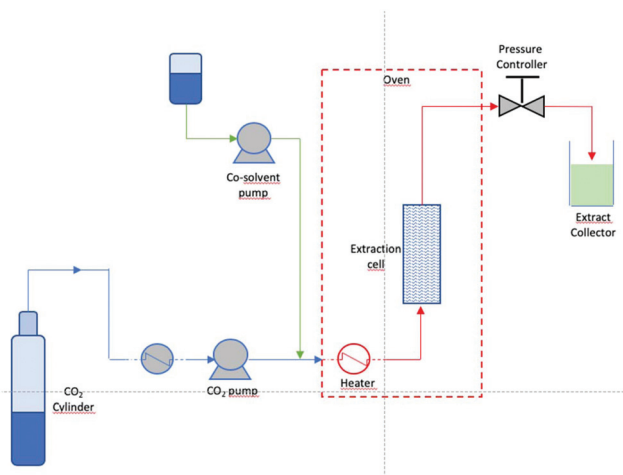 Pressure
Controller
Oven
Co-solvent
pump
Extraction
cell
Extract
Collector
CO₂
Cylinder
CO₂ pump
Heater